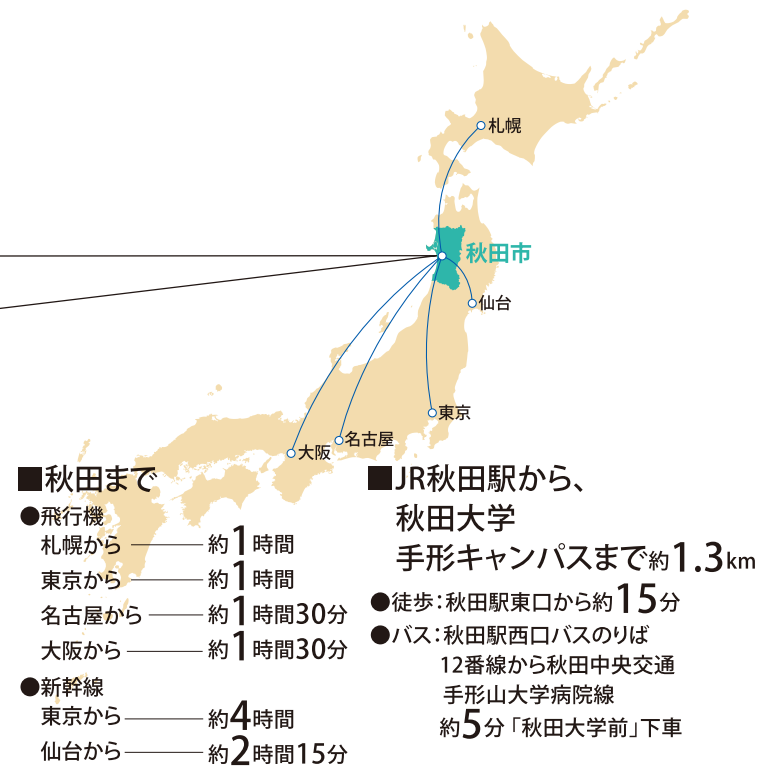 札幌
秋田市
仙台
東京
名古屋
大阪
■秋田まで
●飛行機
札幌から 約1時間
東京から 約1時間
名古屋から 約1時間30分
大阪から 約1時間30分
●新幹線
東京から 約4時間
仙台から 約2時間15分
■JR秋田駅から、
秋田大学
手形キャンパスまで約1.3km
●徒歩：秋田駅東口から約15分
●バス：秋田駅西口バスのりば
12番線から秋田中央交通
手形山大学病院線
約5分「秋田大学前」下車